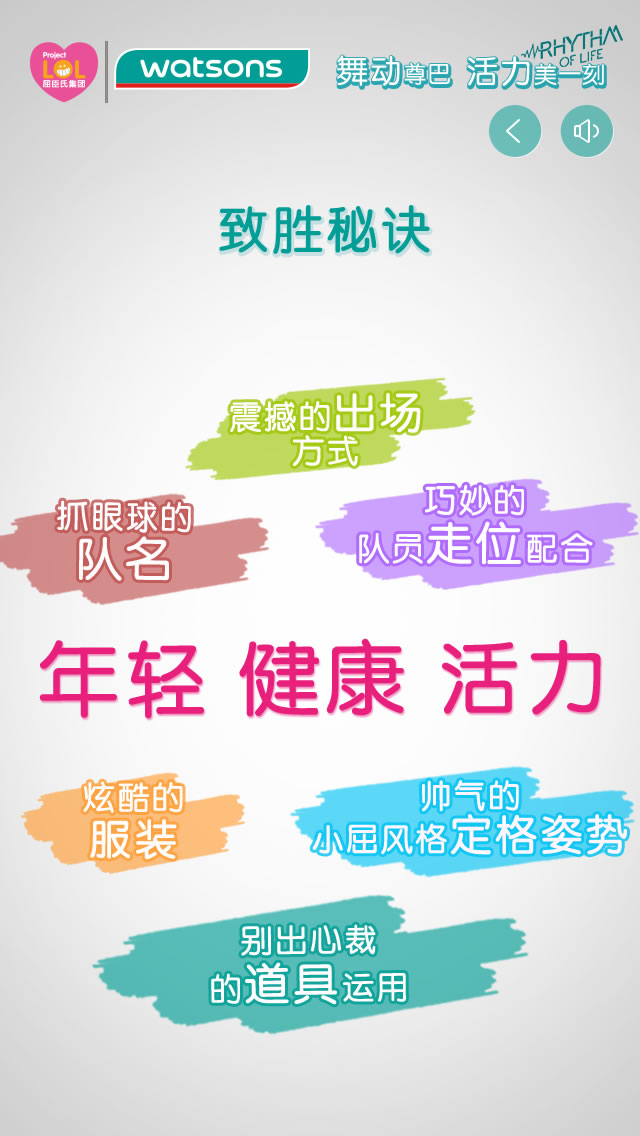 Project
LOL
屈臣氏集团
watsons
舞动尊巴 活力美一刻
RHYTHM
OF LIFE
致胜秘诀
震撼的出场
方式
抓眼球的
队名
巧妙的
队员走位配合
年轻 健康 活力
炫酷的
服装
帅气的
小屈风格定格姿势
别出心裁
的道具运用